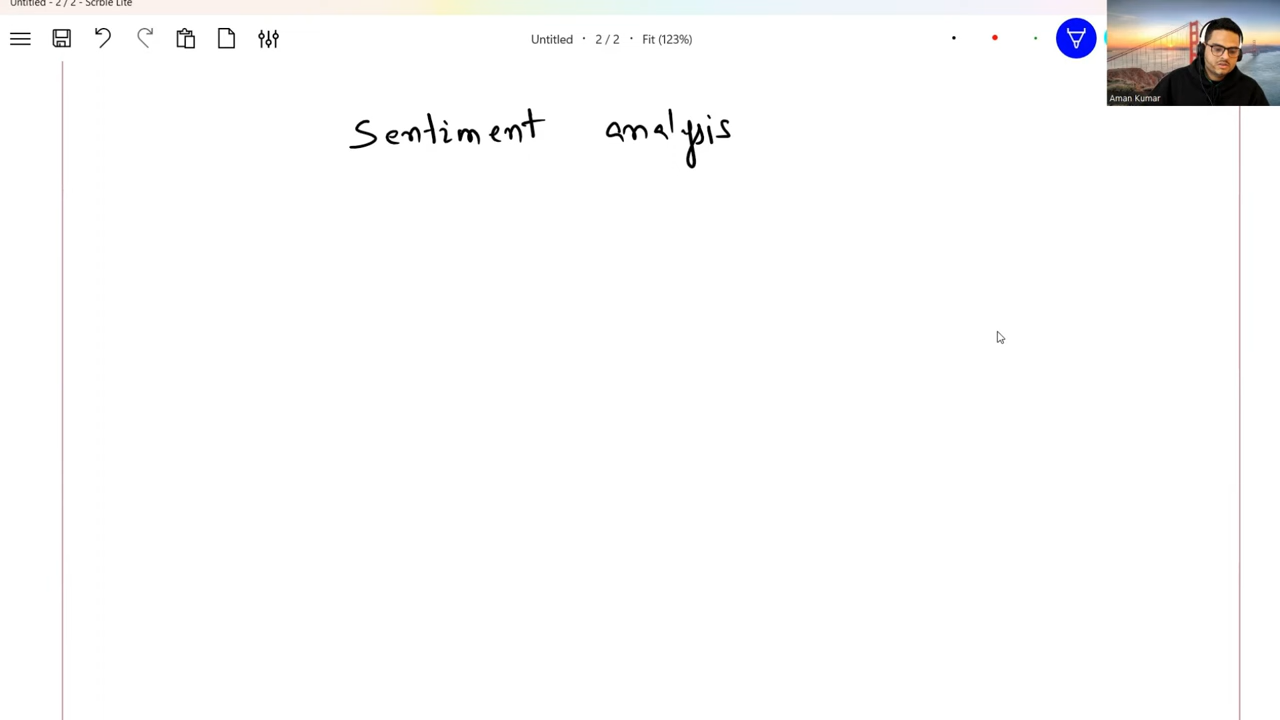 Untitled - 2 / 2 - Scrble Lite
Untitled • 2 / 2 • Fit (123%)
Aman Kumar
Sentiment analysis